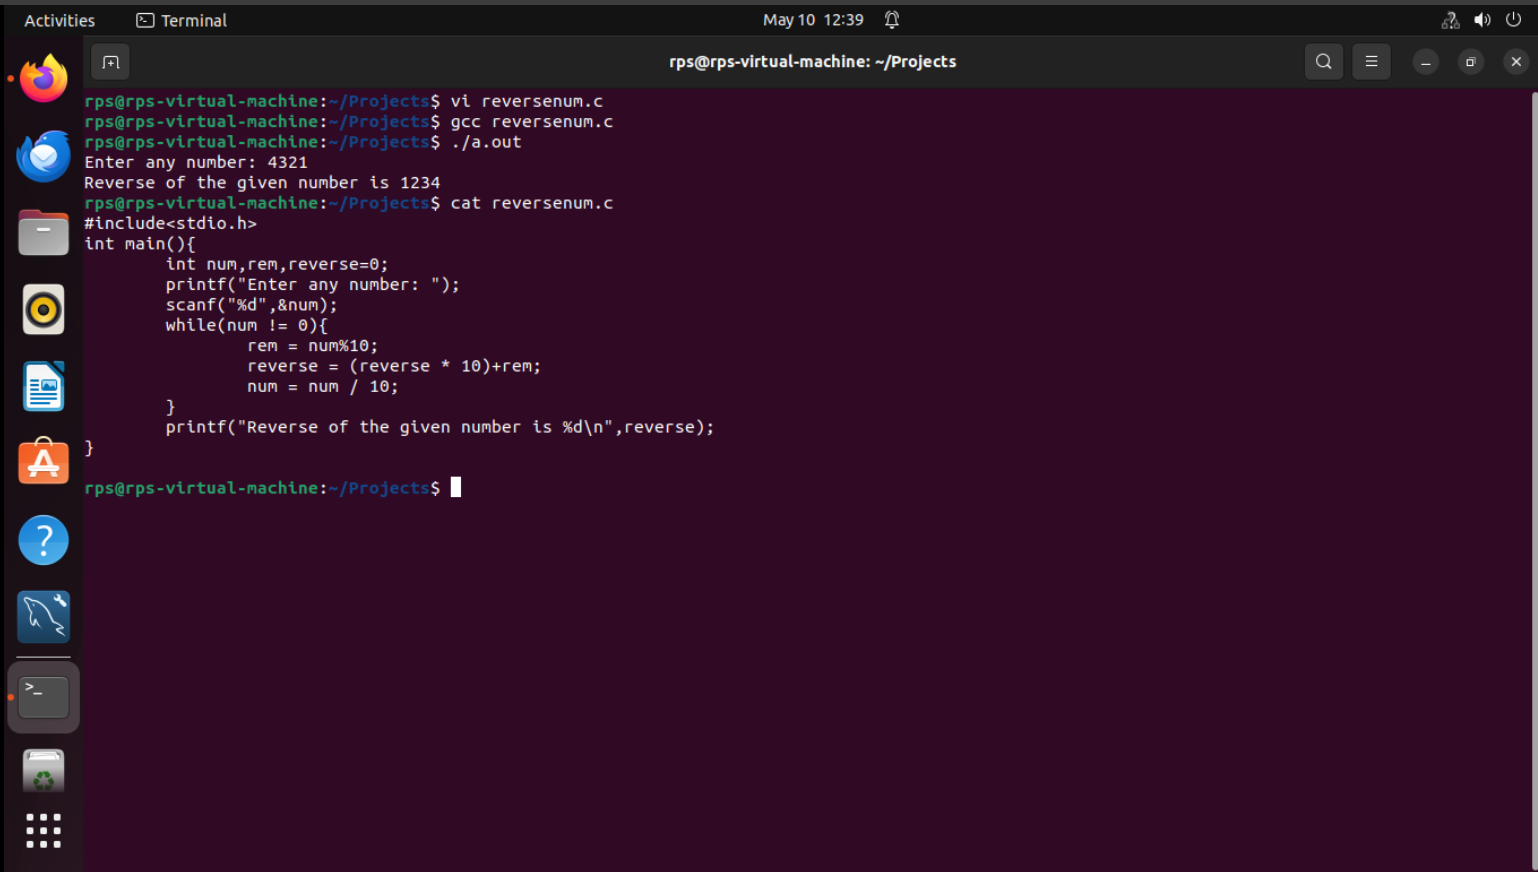 Activities Terminal May 10 12:39
rps@rps-virtual-machine: ~/Projects
rps@rps-virtual-machine:~/Projects$ vi reversenum.c
rps@rps-virtual-machine:~/Projects$ gcc reversenum.c
rps@rps-virtual-machine:~/Projects$ ./a.out
Enter any number: 4321
Reverse of the given number is 1234
rps@rps-virtual-machine:~/Projects$ cat reversenum.c
#include<stdio.h>
int main(){
        int num,rem,reverse=0;
        printf("Enter any number: ");
        scanf("%d",&num);
        while(num != 0){
                rem = num%10;
                reverse = (reverse * 10)+rem;
                num = num / 10;
        }
        printf("Reverse of the given number is %d\n",reverse);
}
rps@rps-virtual-machine:~/Projects$